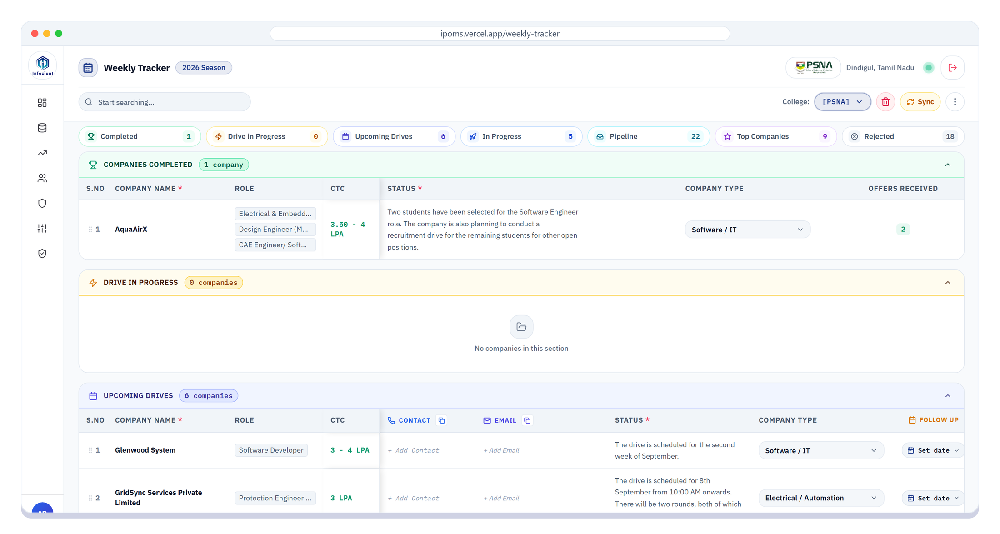 ipoms.vercel.app/weekly-tracker
Infoziant
Weekly Tracker
2026 Season
PSNA
College of Engineering & Technology
Dindigul, Tamil Nadu
Start searching...
College:
[PSNA]
Sync
Completed 1
Drive in Progress 0
Upcoming Drives 6
In Progress 5
Pipeline 22
Top Companies 9
Rejected 18
COMPANIES COMPLETED 1 company
S.NO COMPANY NAME * ROLE CTC STATUS * COMPANY TYPE OFFERS RECEIVED
1 AquaAirX
Electrical & Embedd...
Design Engineer (M...
CAE Engineer/ Soft...
3.50 - 4
LPA
Two students have been selected for the Software Engineer
role. The company is also planning to conduct a
recruitment drive for the remaining students for other open
positions.
Software / IT
2
DRIVE IN PROGRESS 0 companies
No companies in this section
UPCOMING DRIVES 6 companies
S.NO COMPANY NAME * ROLE CTC CONTACT EMAIL STATUS * COMPANY TYPE FOLLOW UP
1 Glenwood System
Software Developer
3 - 4 LPA
+ Add Contact
+ Add Email
The drive is scheduled for the second
week of September.
Software / IT
Set date
2 GridSync Services Private
Limited
Protection Engineer ...
3 LPA
+ Add Contact
+ Add Email
The drive is scheduled for 8th
September from 10:00 AM onwards.
There will be two rounds, both of which
Electrical / Automation
Set date